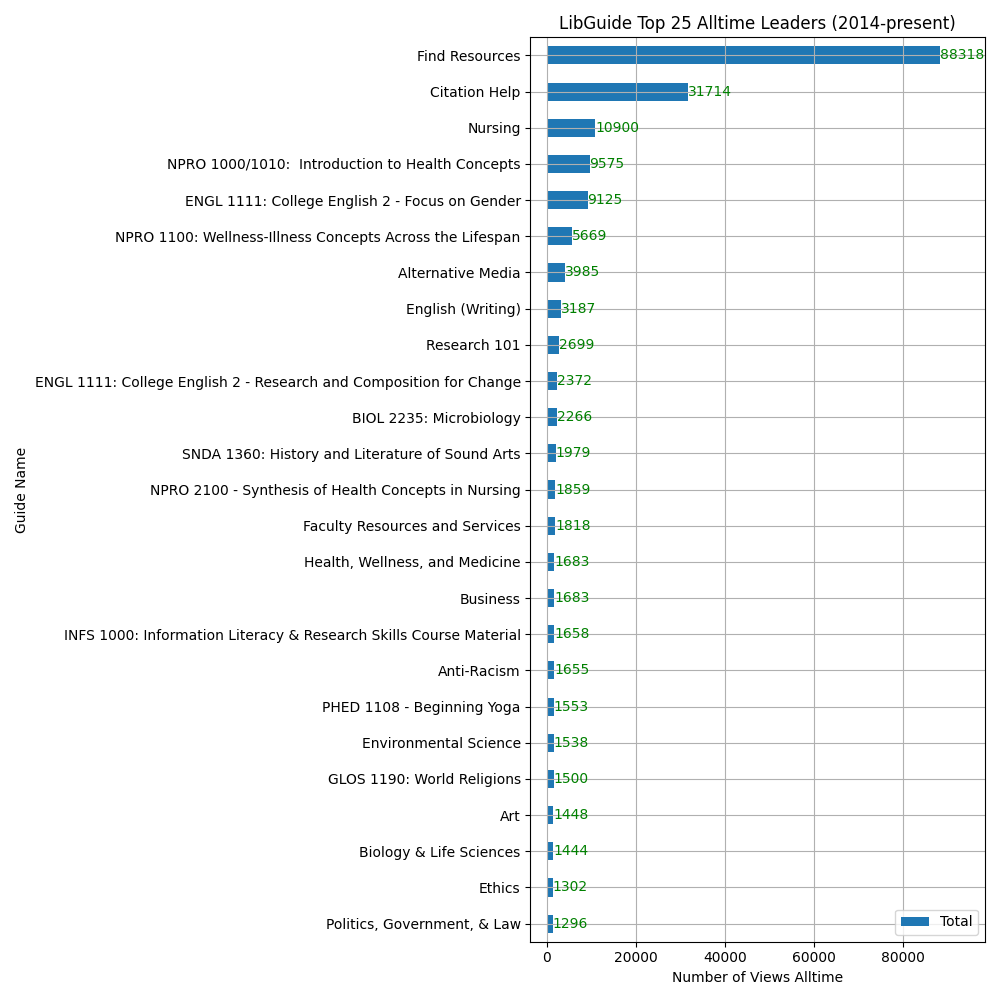 LibGuide Top 25 Alltime Leaders (2014-present)
Find Resources 88318
Citation Help 31714
Nursing 10900
NPRO 1000/1010:  Introduction to Health Concepts 9575
ENGL 1111: College English 2 - Focus on Gender 9125
NPRO 1100: Wellness-Illness Concepts Across the Lifespan 5669
Alternative Media 3985
English (Writing) 3187
Research 101 2699
ENGL 1111: College English 2 - Research and Composition for Change 2372
BIOL 2235: Microbiology 2266
SNDA 1360: History and Literature of Sound Arts 1979
NPRO 2100 - Synthesis of Health Concepts in Nursing 1859
Faculty Resources and Services 1818
Health, Wellness, and Medicine 1683
Business 1683
INFS 1000: Information Literacy & Research Skills Course Material 1658
Anti-Racism 1655
PHED 1108 - Beginning Yoga 1553
Environmental Science 1538
GLOS 1190: World Religions 1500
Art 1448
Biology & Life Sciences 1444
Ethics 1302
Politics, Government, & Law 1296
Guide Name
Total
0 20000 40000 60000 80000
Number of Views Alltime